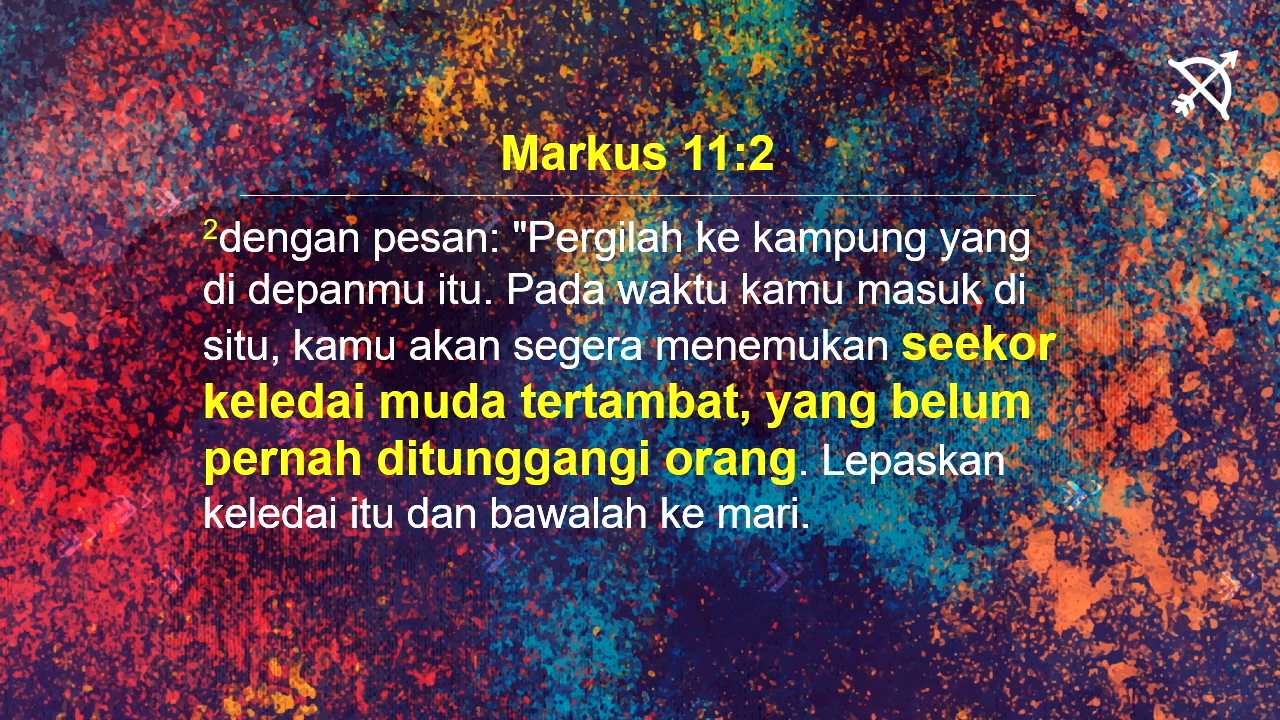 Markus 11:2
2dengan pesan: "Pergilah ke kampung yang
di depanmu itu. Pada waktu kamu masuk di
situ, kamu akan segera menemukan seekor
keledai muda tertambat, yang belum
pernah ditunggangi orang. Lepaskan
keledai itu dan bawalah ke mari.